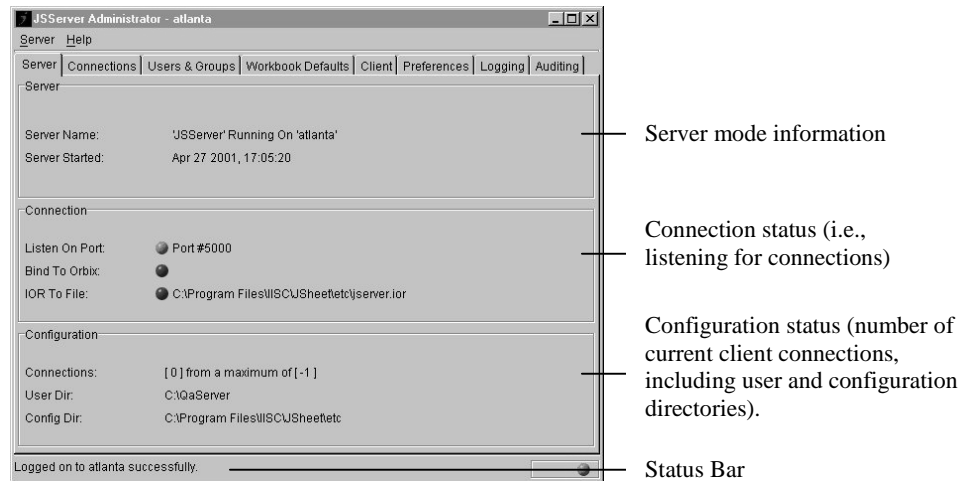 JSServer Administrator - atlanta
Server Help
Server Connections Users & Groups Workbook Defaults Client Preferences Logging Auditing
Server
Server Name: 'JSServer' Running On 'atlanta'
Server Started: Apr 27 2001, 17:05:20
Server mode information
Connection
Listen On Port: Port #5000
Bind To Orbix:
IOR To File: C:\Program Files\IISC\JSheet\etc\jserver.ior
Connection status (i.e.,
listening for connections)
Configuration
Connections: [ 0 ] from a maximum of [ -1 ]
User Dir: C:\QaServer
Config Dir: C:\Program Files\IISC\JSheet\etc
Configuration status (number of
current client connections,
including user and configuration
directories).
Logged on to atlanta successfully.
Status Bar